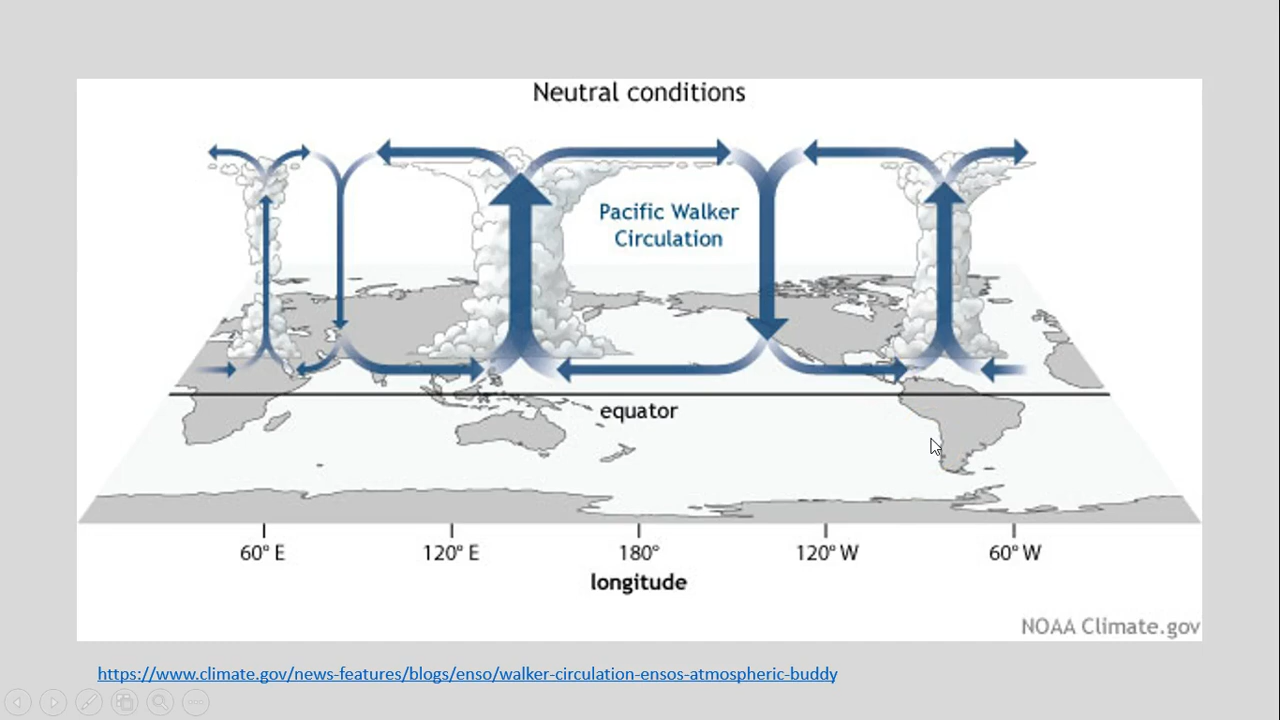 Neutral conditions
Pacific Walker
Circulation
equator
60° E 120° E 180° 120° W 60° W
longitude
NOAA Climate.gov
https://www.climate.gov/news-features/blogs/enso/walker-circulation-ensos-atmospheric-buddy